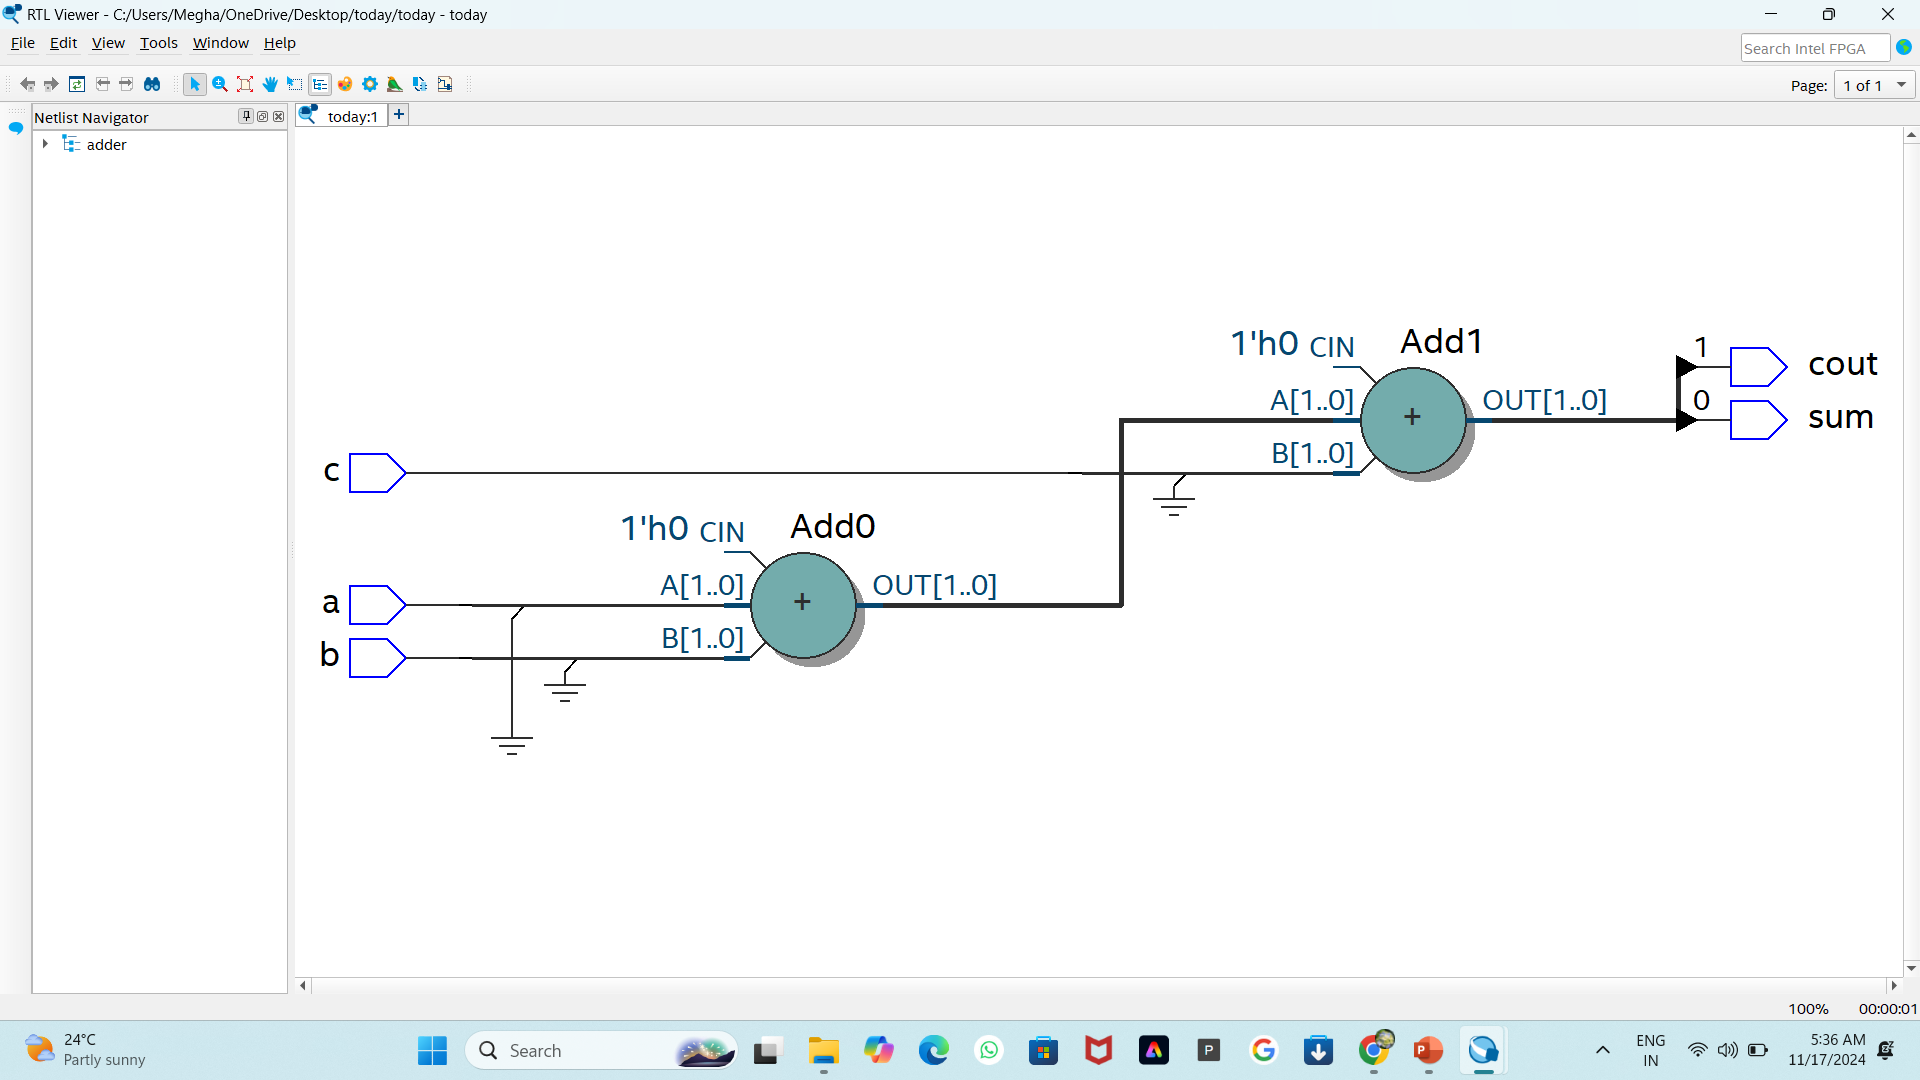 RTL Viewer - C:/Users/Megha/OneDrive/Desktop/today/today - today
File Edit View Tools Window Help
Search Intel FPGA
Page: 1 of 1
Netlist Navigator
today:1
+
adder
1'h0 CIN
Add1
A[1..0]
B[1..0]
+
OUT[1..0]
1
cout
0
sum
c
1'h0 CIN
Add0
a
A[1..0]
b
B[1..0]
+
OUT[1..0]
100% 00:00:01
24°C
Partly sunny
Search
P
ENG
IN
5:36 AM
11/17/2024